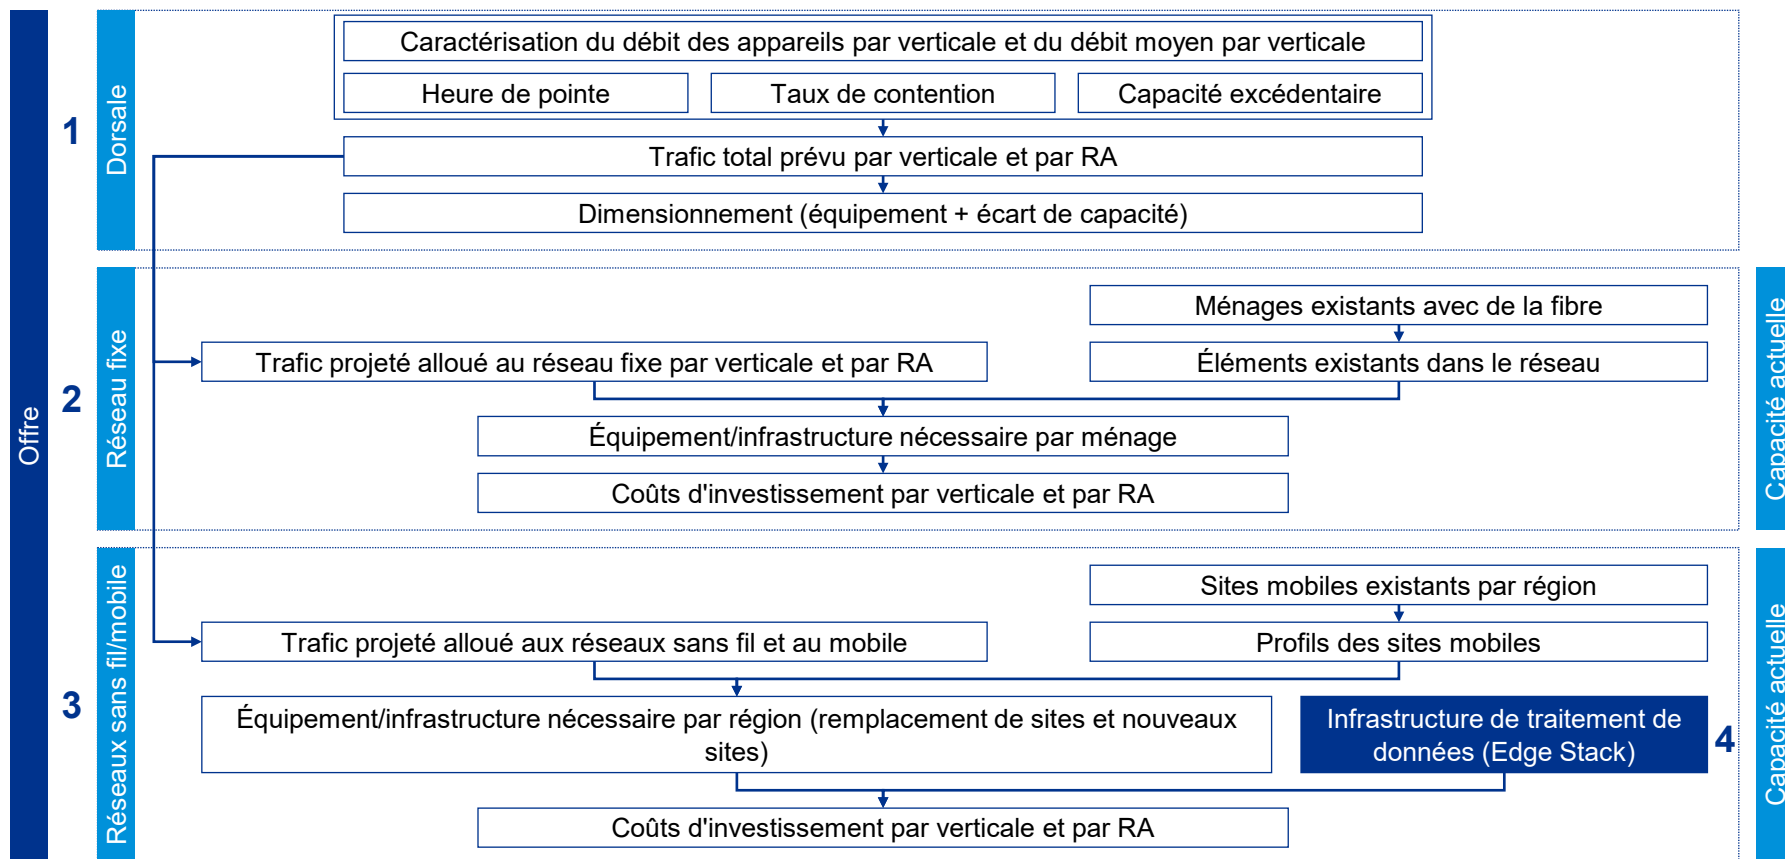 Offre
1
Dorsale
Caractérisation du débit des appareils par verticale et du débit moyen par verticale
Heure de pointe
Taux de contention
Capacité excédentaire
Trafic total prévu par verticale et par RA
Dimensionnement (équipement + écart de capacité)
2
Réseau fixe
Ménages existants avec de la fibre
Trafic projeté alloué au réseau fixe par verticale et par RA
Éléments existants dans le réseau
Équipement/infrastructure nécessaire par ménage
Coûts d'investissement par verticale et par RA
Capacité actuelle
3
Réseaux sans fil/mobile
Sites mobiles existants par région
Trafic projeté alloué aux réseaux sans fil et au mobile
Profils des sites mobiles
Équipement/infrastructure nécessaire par région (remplacement de sites et nouveaux
sites)
Infrastructure de traitement de
données (Edge Stack)
4
Coûts d'investissement par verticale et par RA
Capacité actuelle